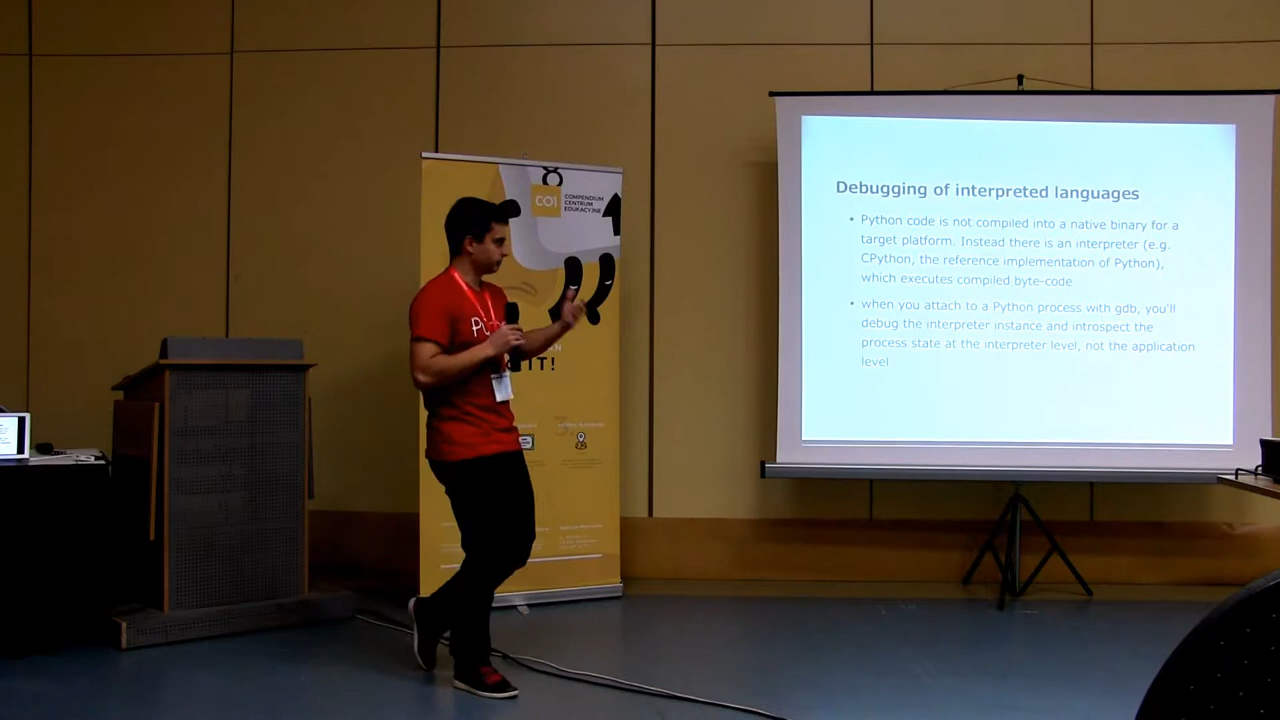 CO1
COMPENDIUM
CENTRUM
EDUKACYJNE
IT!
3.
Debugging of interpreted languages
• Python code is not compiled into a native binary for a
target platform. Instead there is an interpreter (e.g.
CPython, the reference implementation of Python),
which executes compiled byte-code
• when you attach to a Python process with gdb, you'll
debug the interpreter instance and introspect the
process state at the interpreter level, not the application
level